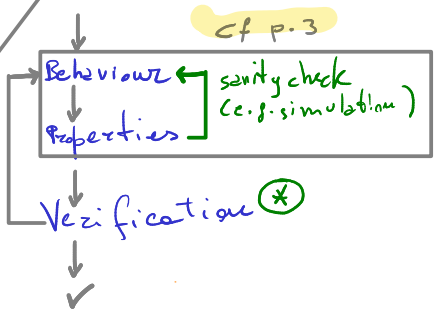 cf p.3
Behaviour
sanity check
(e.g. simulation)
Properties
Verification *